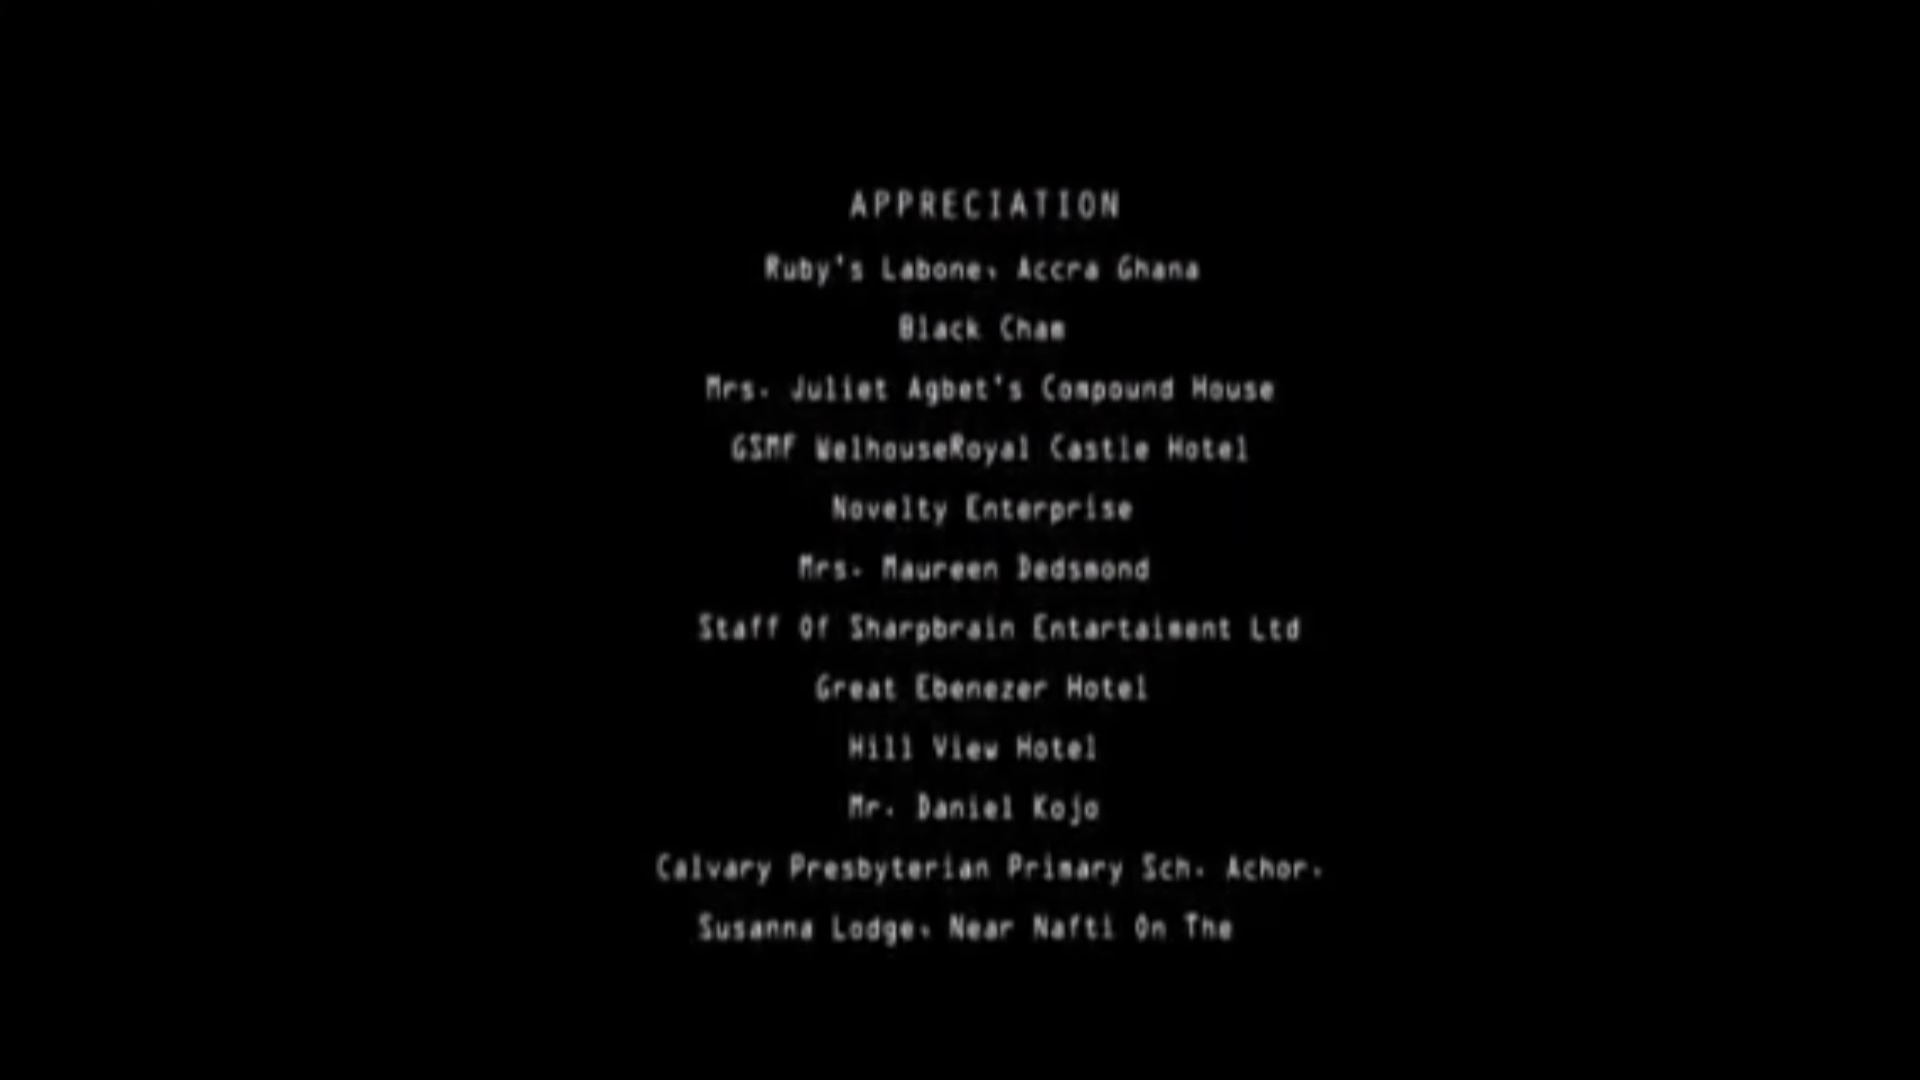 APPRECIATION
Ruby's Labone, Accra Ghana
Black Cham
Mrs. Juliet Agbet's Compound House
GSMF WelhouseRoyal Castle Hotel
Novelty Enterprise
Mrs. Maureen Dedsmond
Staff Of Sharpbrain Entartaiment Ltd
Great Ebenezer Hotel
Hill View Hotel
Mr. Daniel Kojo
Calvary Presbyterian Primary Sch. Achor.
Susanna Lodge, Near Nafti On The